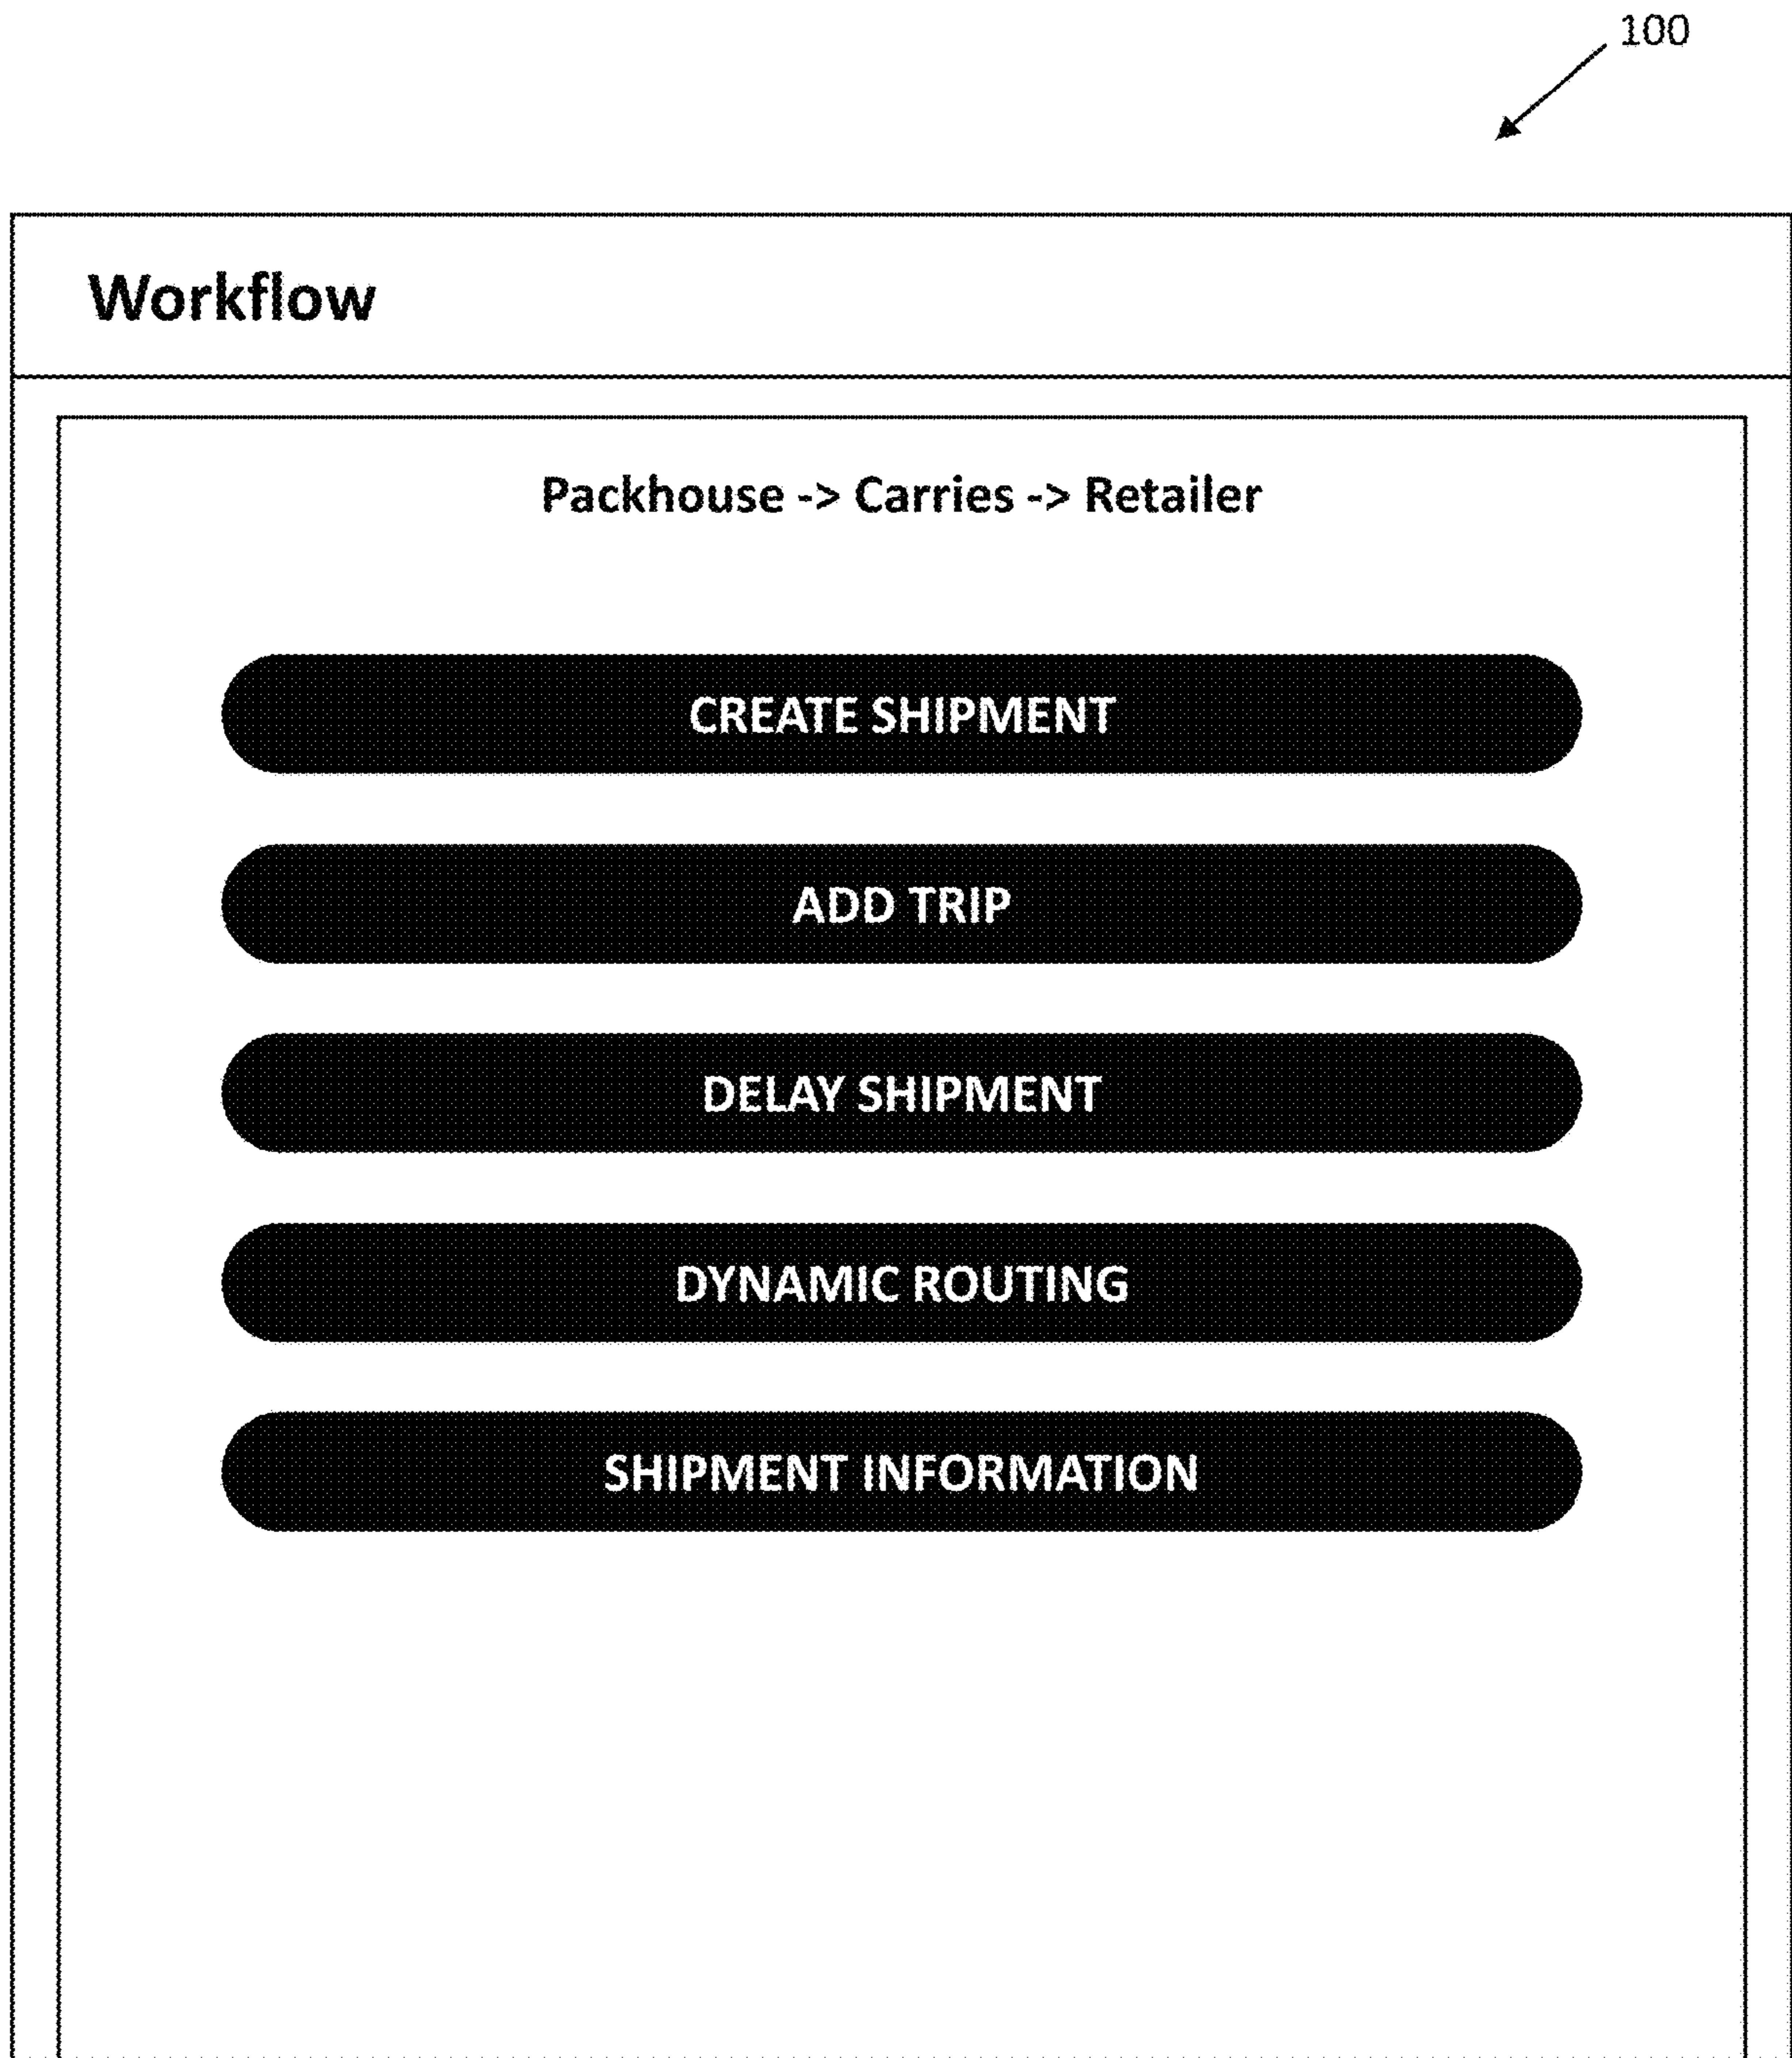 100
Workflow
Packhouse -> Carries -> Retailer
CREATE SHIPMENT
ADD TRIP
DELAY SHIPMENT
DYNAMIC ROUTING
SHIPMENT INFORMATION